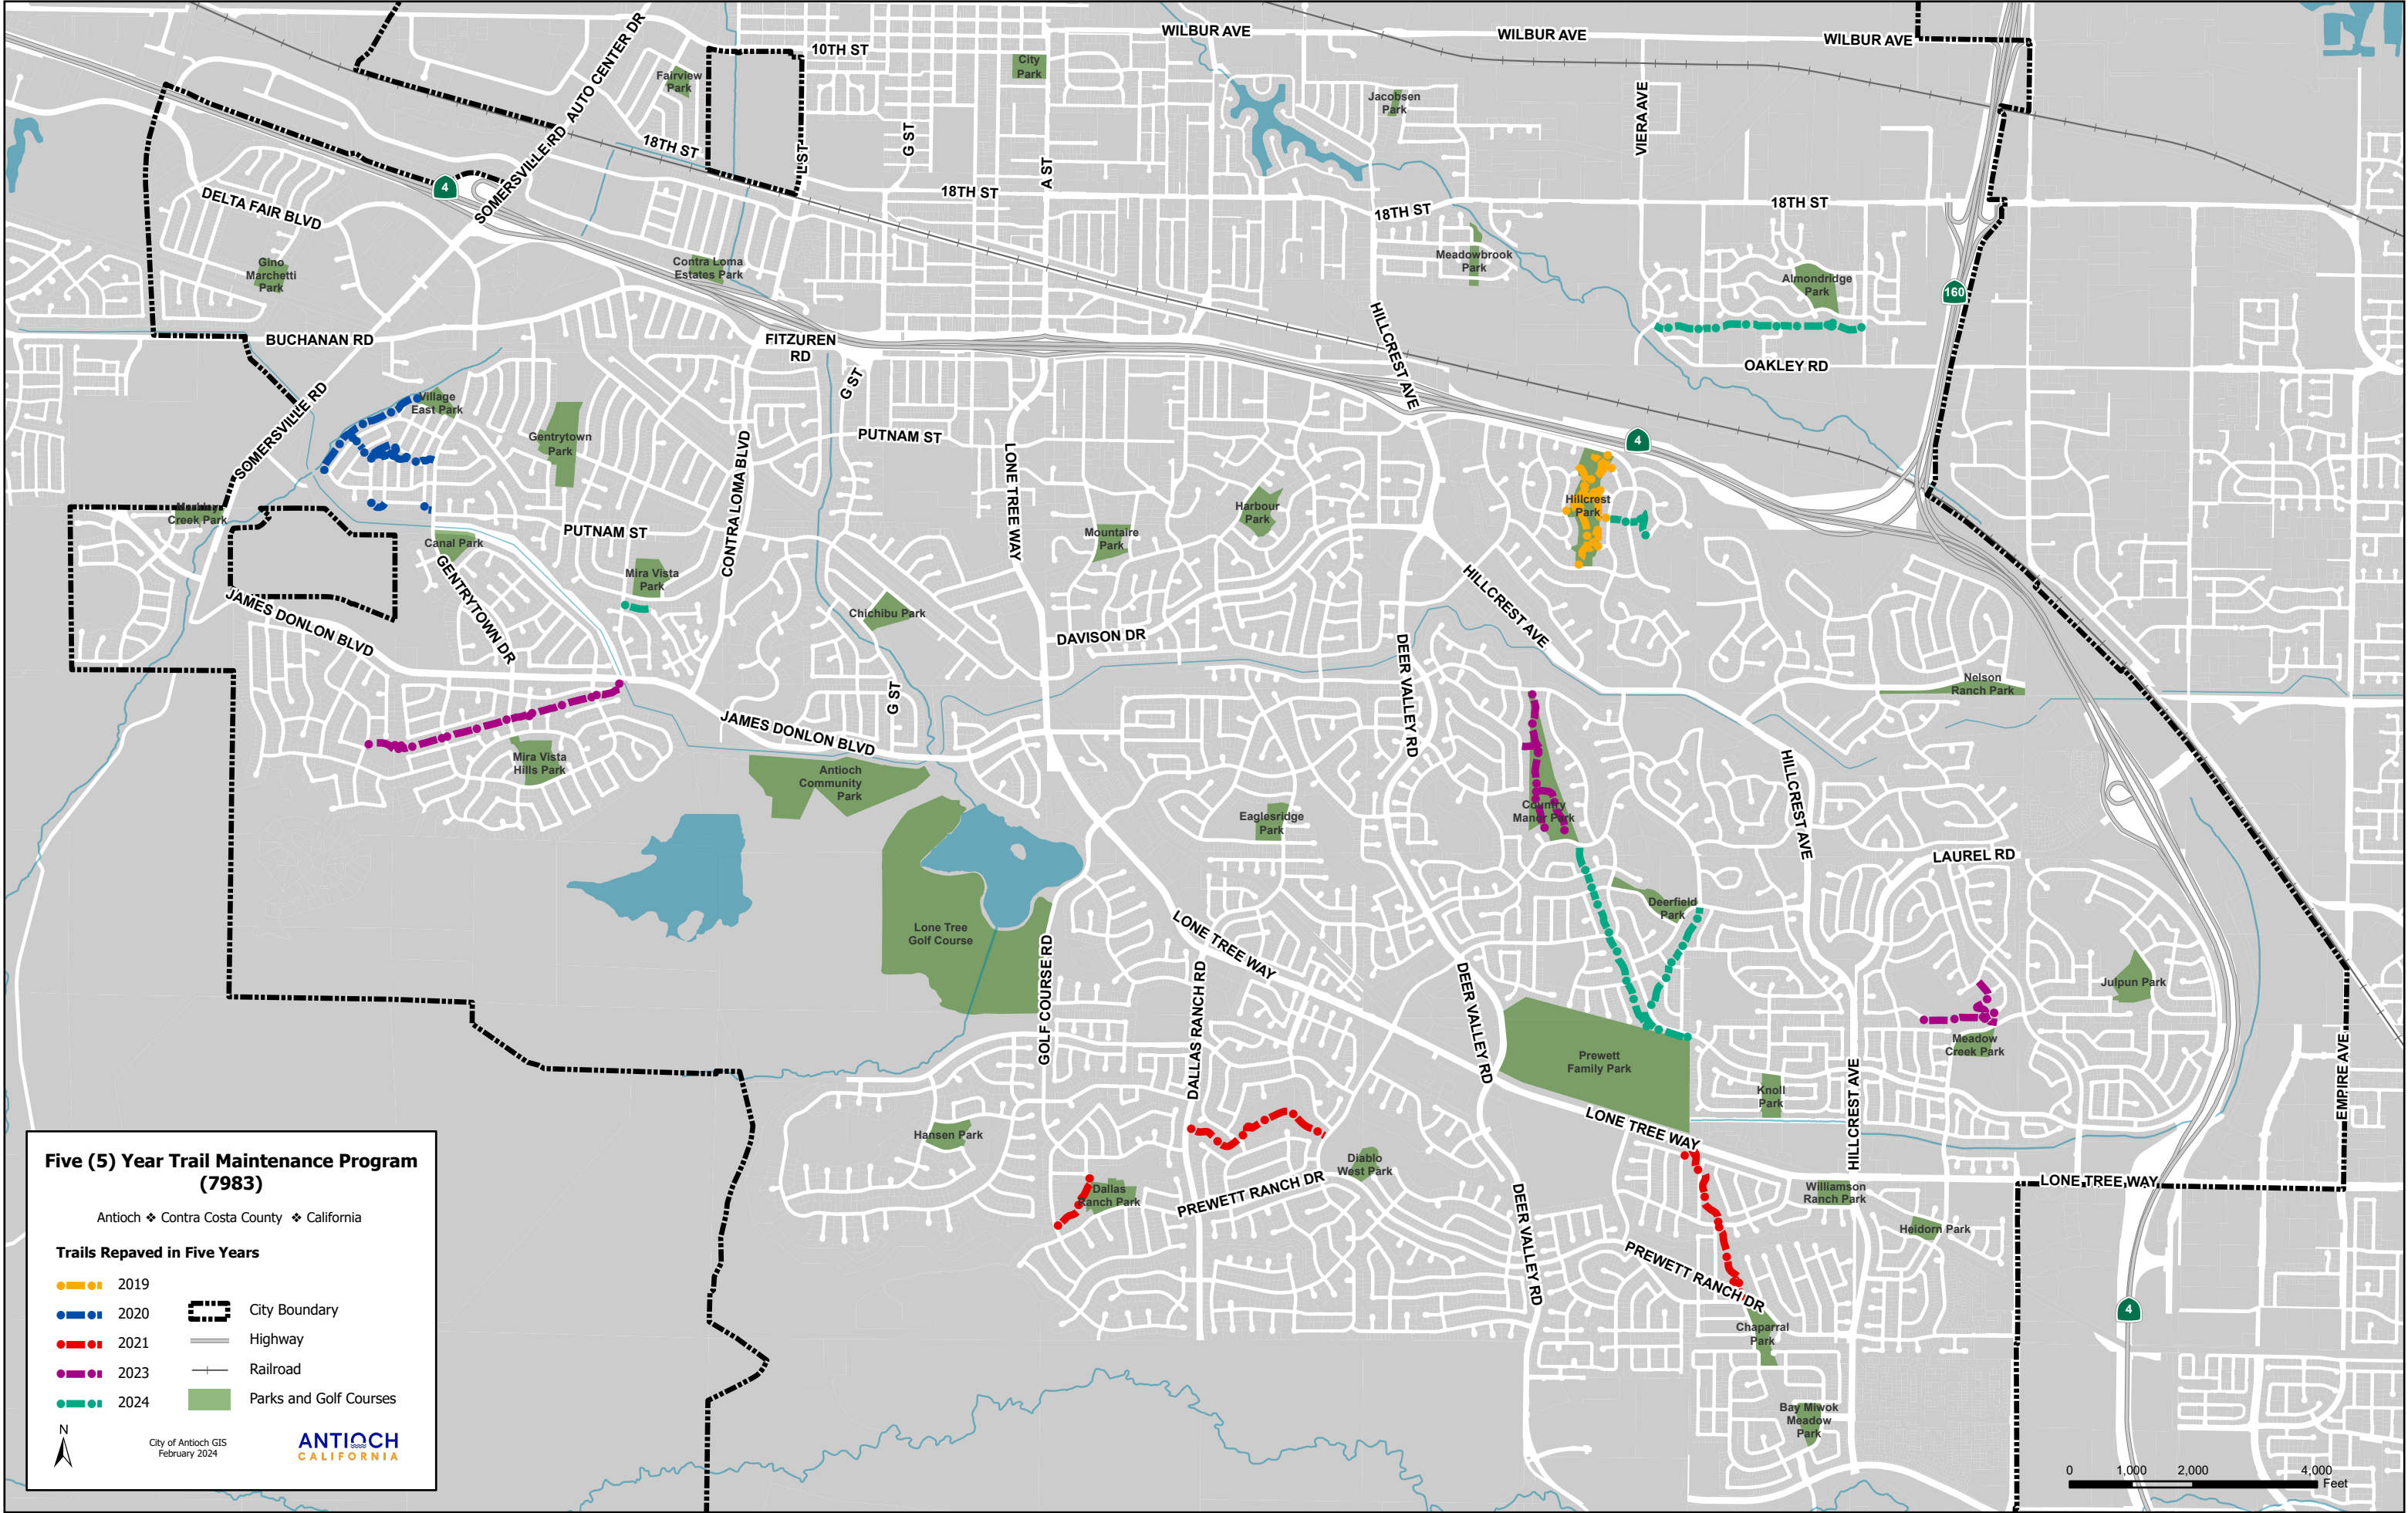 WILBUR AVE
WILBUR AVE
WILBUR AVE
10TH ST
City
Park
Fairview
Park
SOMERSVILLE RD
AUTO CENTER DR
Jacobsen
Park
VIERA AVE
18TH ST
L ST
G ST
A ST
18TH ST
18TH ST
18TH ST
4
DELTA FAIR BLVD
Gino
Marchetti
Park
Contra Loma
Estates Park
Meadowbrook
Park
Almondridge
Park
160
BUCHANAN RD
FITZUREN
RD
HILLCREST AVE
OAKLEY RD
SOMERSVILLE RD
Village
East Park
G ST
Gentrytown
Park
PUTNAM ST
CONTRA LOMA BLVD
LONE TREE WAY
4
Hillcrest
Park
Harbour
Park
Markley
Creek Park
PUTNAM ST
Mountaire
Park
Canal Park
GENTRYTOWN DR
Mira Vista
Park
JAMES DONLON BLVD
Chichibu Park
DAVISON DR
HILLCREST AVE
DEER VALLEY RD
Nelson
Ranch Park
G ST
JAMES DONLON BLVD
Mira Vista
Hills Park
Antioch
Community
Park
Eaglesridge
Park
Country
Manor Park
HILLCREST AVE
LAUREL RD
Lone Tree
Golf Course
LONE TREE WAY
Deerfield
Park
GOLF COURSE RD
DALLAS RANCH RD
DEER VALLEY RD
Julpun Park
Prewett
Family Park
Meadow
Creek Park
Knoll
Park
EMPIRE AVE
HILLCREST AVE
LONE TREE WAY
Hansen Park
Diablo
West Park
Dallas
Ranch Park
PREWETT RANCH DR
DEER VALLEY RD
Williamson
Ranch Park
LONE TREE WAY
Heidorn Park
PREWETT RANCH DR
Chaparral
Park
4
Bay Miwok
Meadow
Park
Five (5) Year Trail Maintenance Program
(7983)
Antioch ❖ Contra Costa County ❖ California
Trails Repaved in Five Years
2019
2020
2021
2023
2024
City Boundary
Highway
Railroad
Parks and Golf Courses
N
City of Antioch GIS
February 2024
ANTIOCH
CALIFORNIA
0 1,000 2,000 4,000
Feet